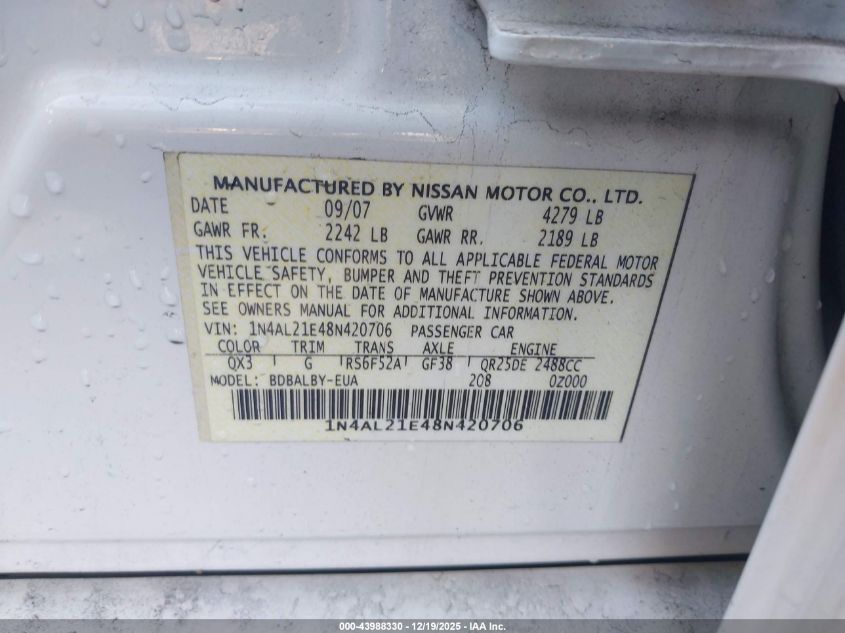 MANUFACTURED BY NISSAN MOTOR CO., LTD.
DATE 09/07 GVWR 4279 LB
GAWR FR. 2242 LB GAWR RR. 2189 LB
THIS VEHICLE CONFORMS TO ALL APPLICABLE FEDERAL MOTOR
VEHICLE SAFETY, BUMPER AND THEFT PREVENTION STANDARDS
IN EFFECT ON THE DATE OF MANUFACTURE SHOWN ABOVE.
SEE OWNERS MANUAL FOR ADDITIONAL INFORMATION.
VIN: 1N4AL21E48N420706 PASSENGER CAR
COLOR TRIM TRANS AXLE ENGINE
QX3 G RS6F52A GF38 QR25DE 2488CC
MODEL: BDBALBY-EUA 208 0Z000
1N4AL21E48N420706
000-43988330 - 12/19/2025 - IAA Inc.